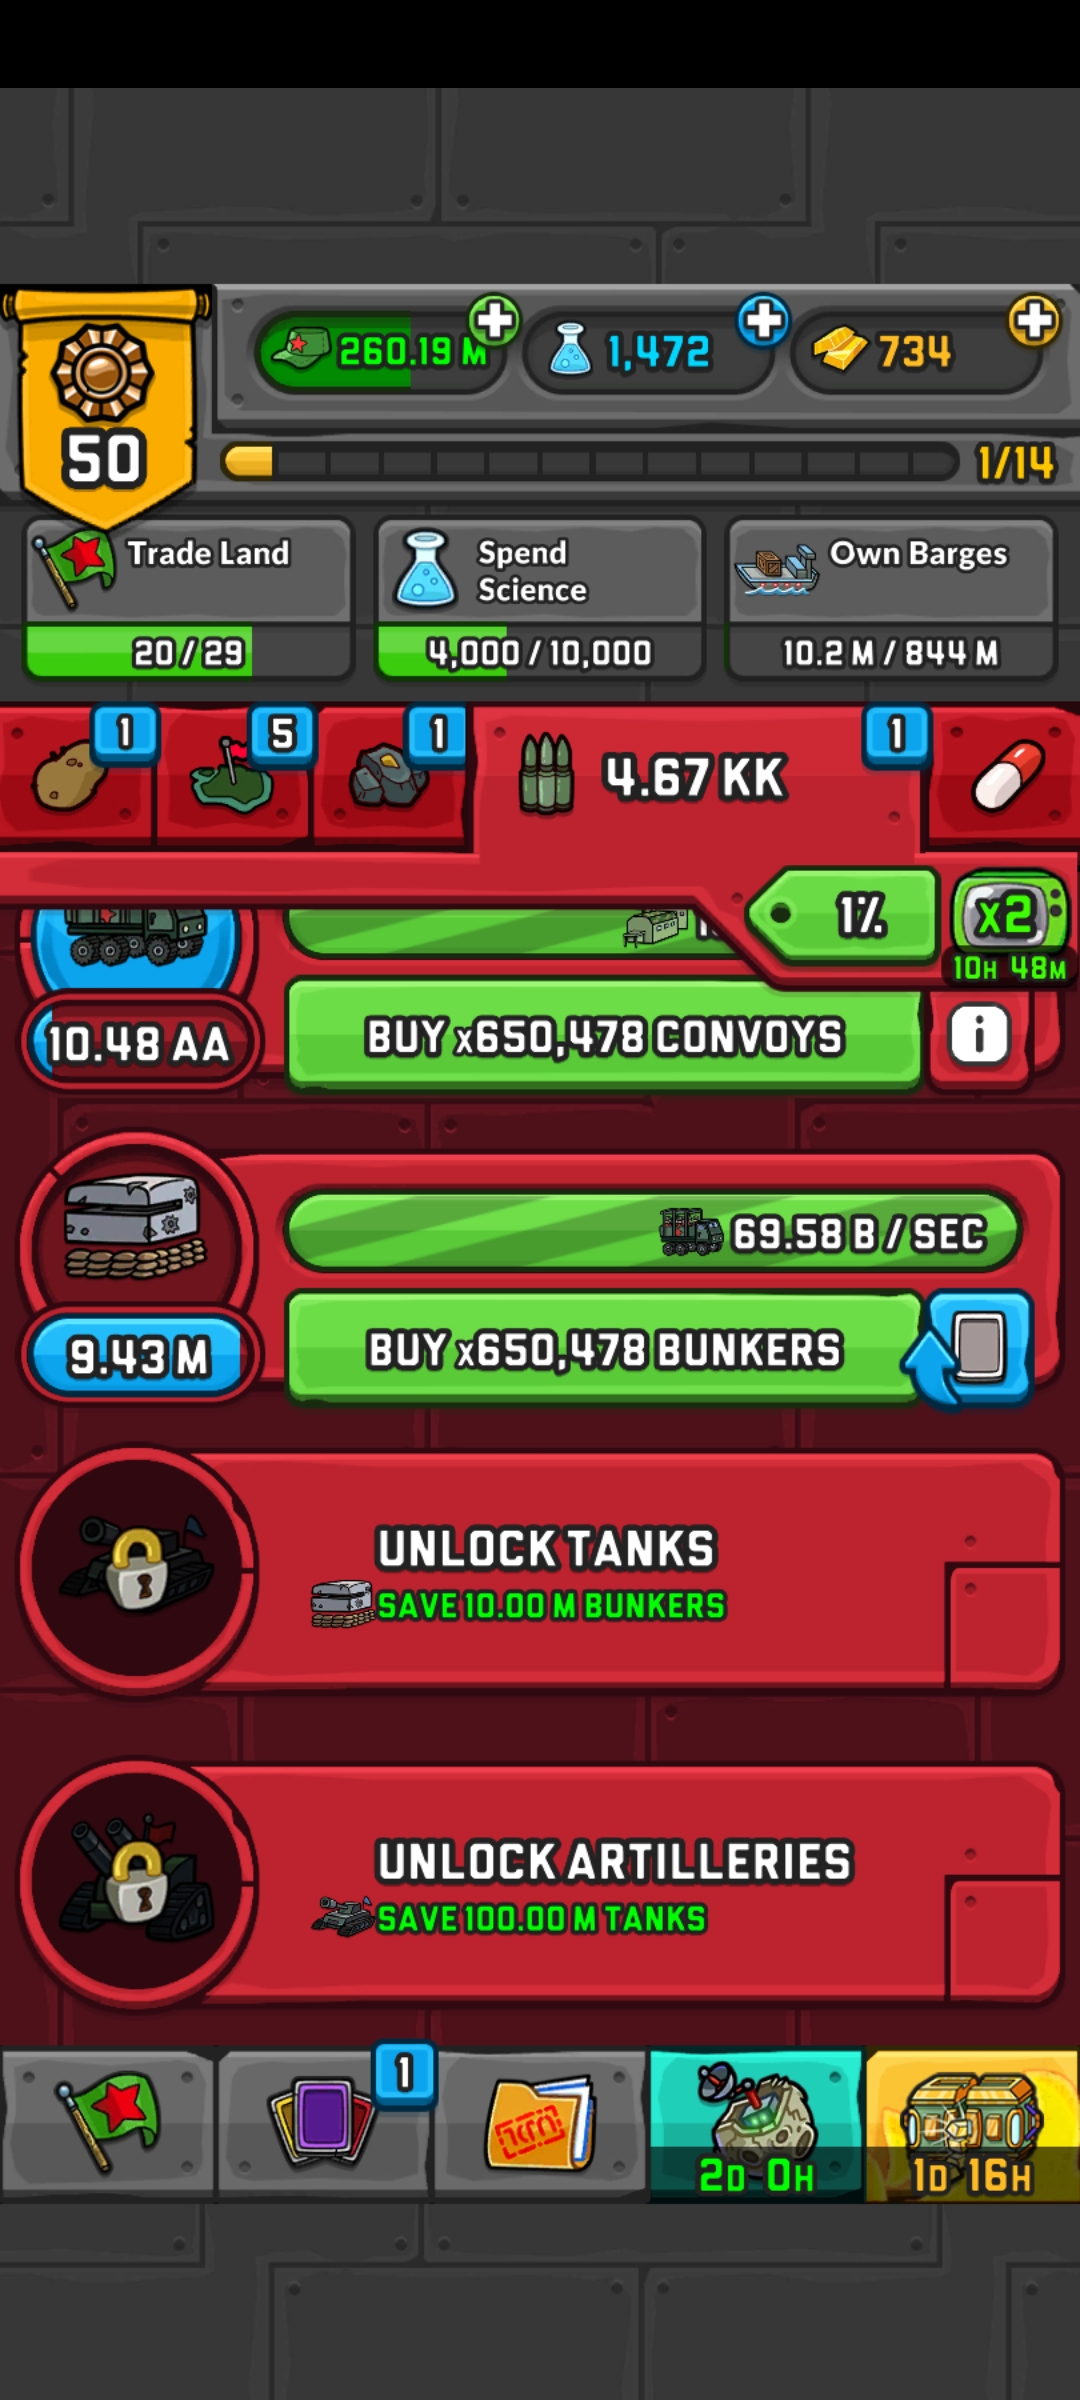 50
260.19 M
1,472
734
1/14
Trade Land
20 / 29
Spend
Science
4,000 / 10,000
Own Barges
10.2 M / 844 M
1
5
1
4.67 KK
1
1%
x2
10H 48M
10.48 AA
BUY x650,478 CONVOYS
i
69.58 B / SEC
9.43 M
BUY x650,478 BUNKERS
UNLOCK TANKS
SAVE 10.00 M BUNKERS
UNLOCK ARTILLERIES
SAVE 100.00 M TANKS
1
2D 0H
1D 16H